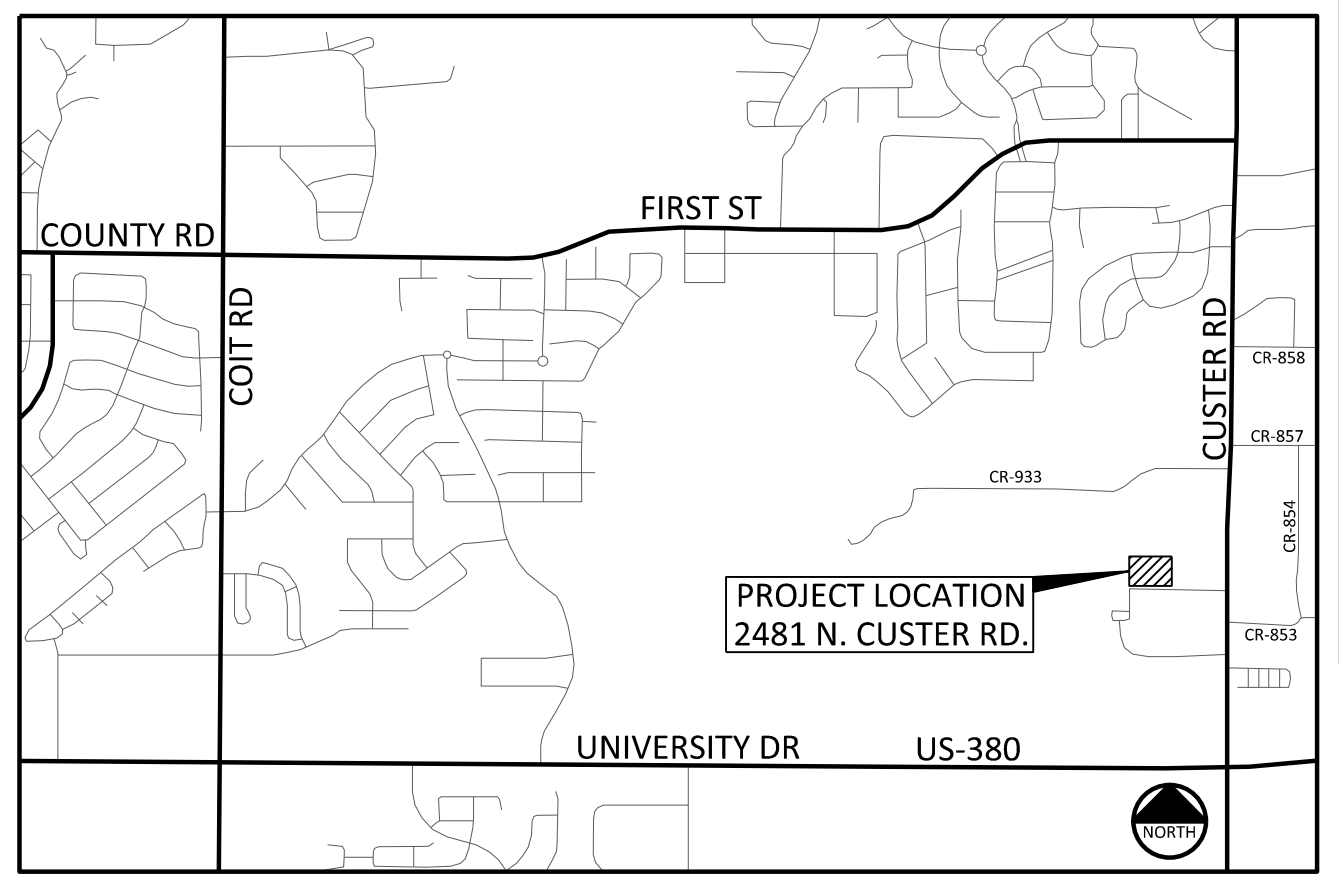 FIRST ST
COUNTY RD
COIT RD
CUSTER RD
CR-858
CR-857
CR-933
CR-854
PROJECT LOCATION
2481 N. CUSTER RD.
CR-853
UNIVERSITY DR US-380
NORTH